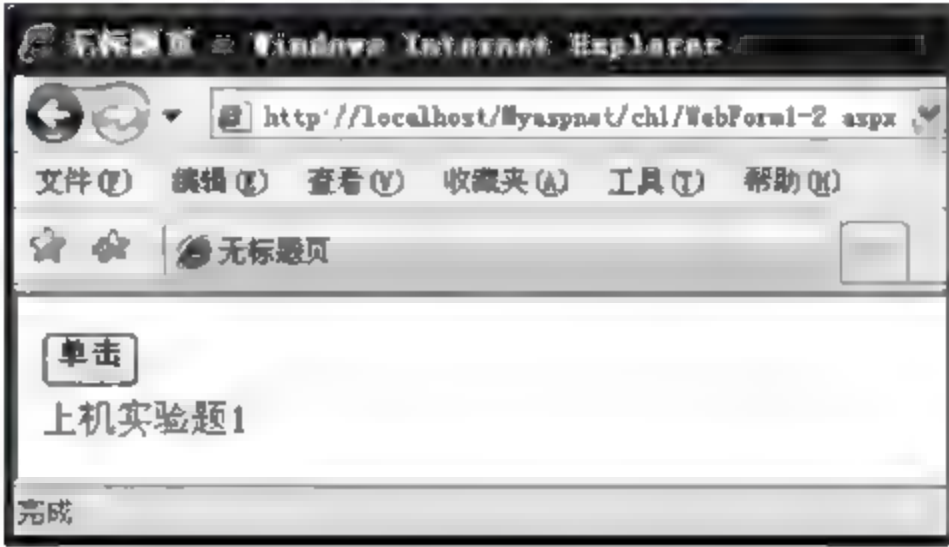 无标题页 - Windows Internet Explorer
http://localhost/Myaspnet/ch1/WebForm1-2.aspx
文件(F) 编辑(E) 查看(V) 收藏夹(A) 工具(T) 帮助(H)
无标题页
单击
上机实验题1
完成